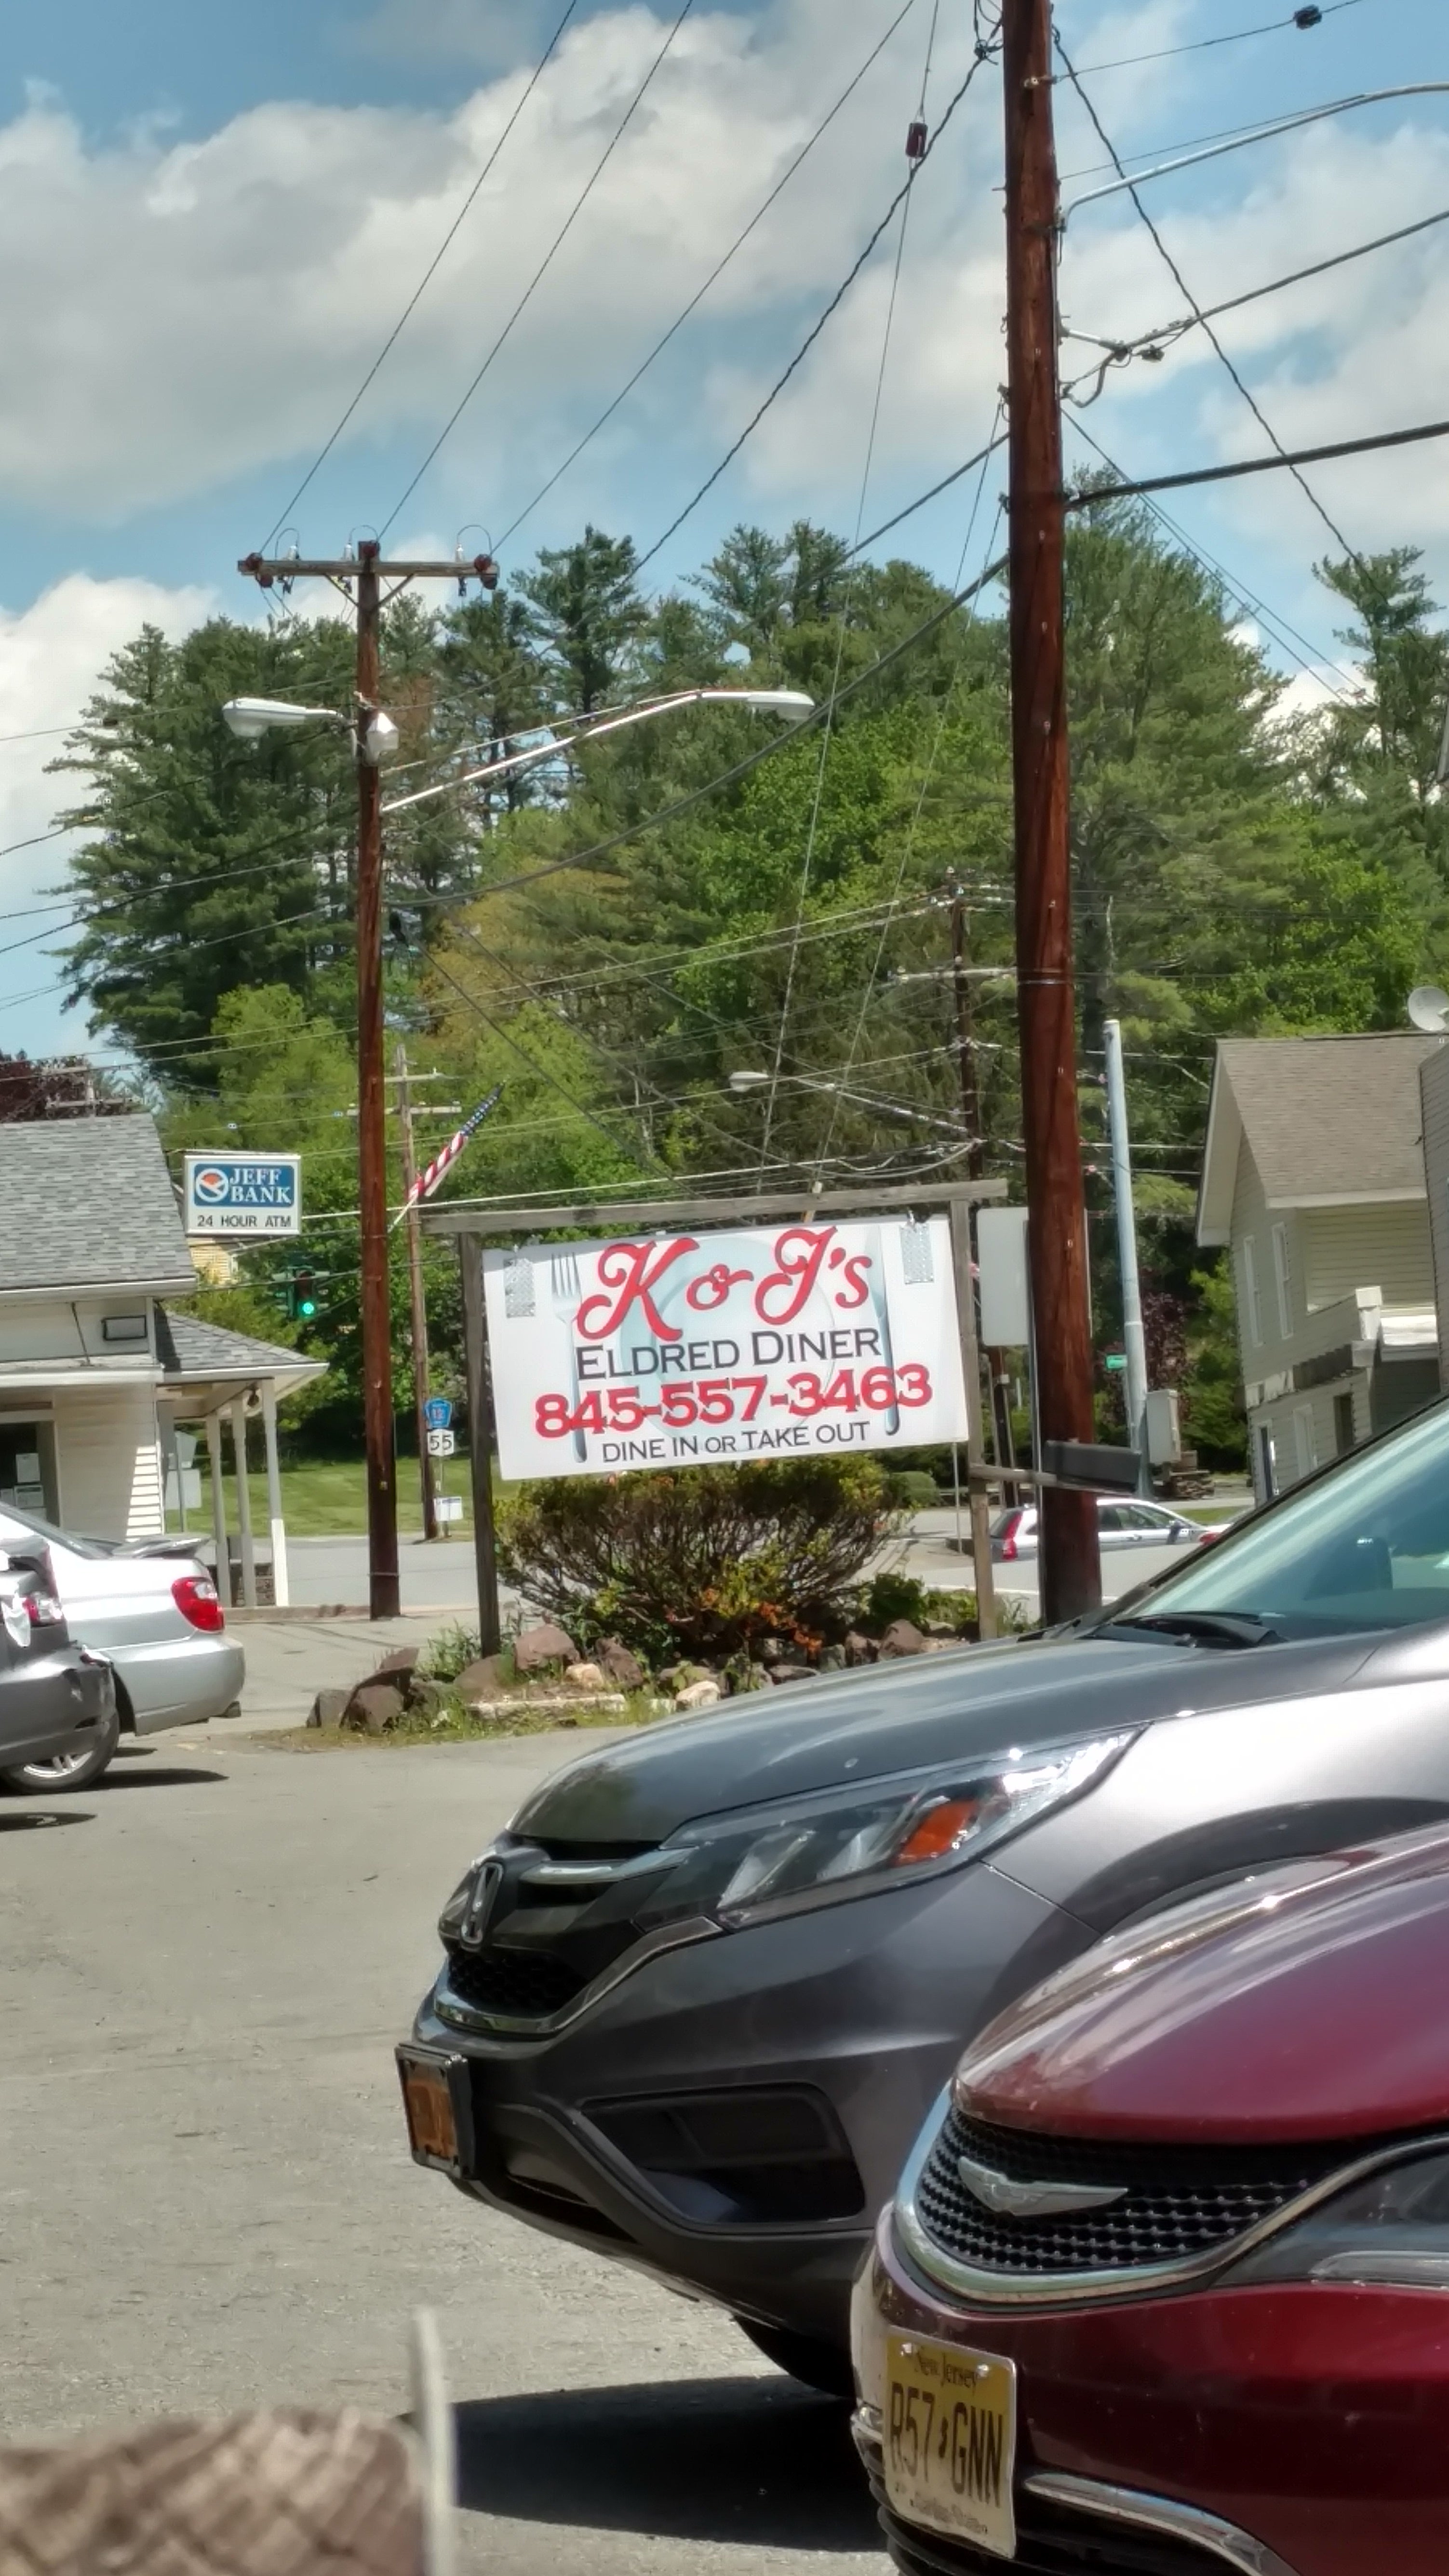 JEFF
BANK
24 HOUR ATM
K & J's
ELDRED DINER
845-557-3463
DINE IN OR TAKE OUT
55
New Jersey
R57 GNN